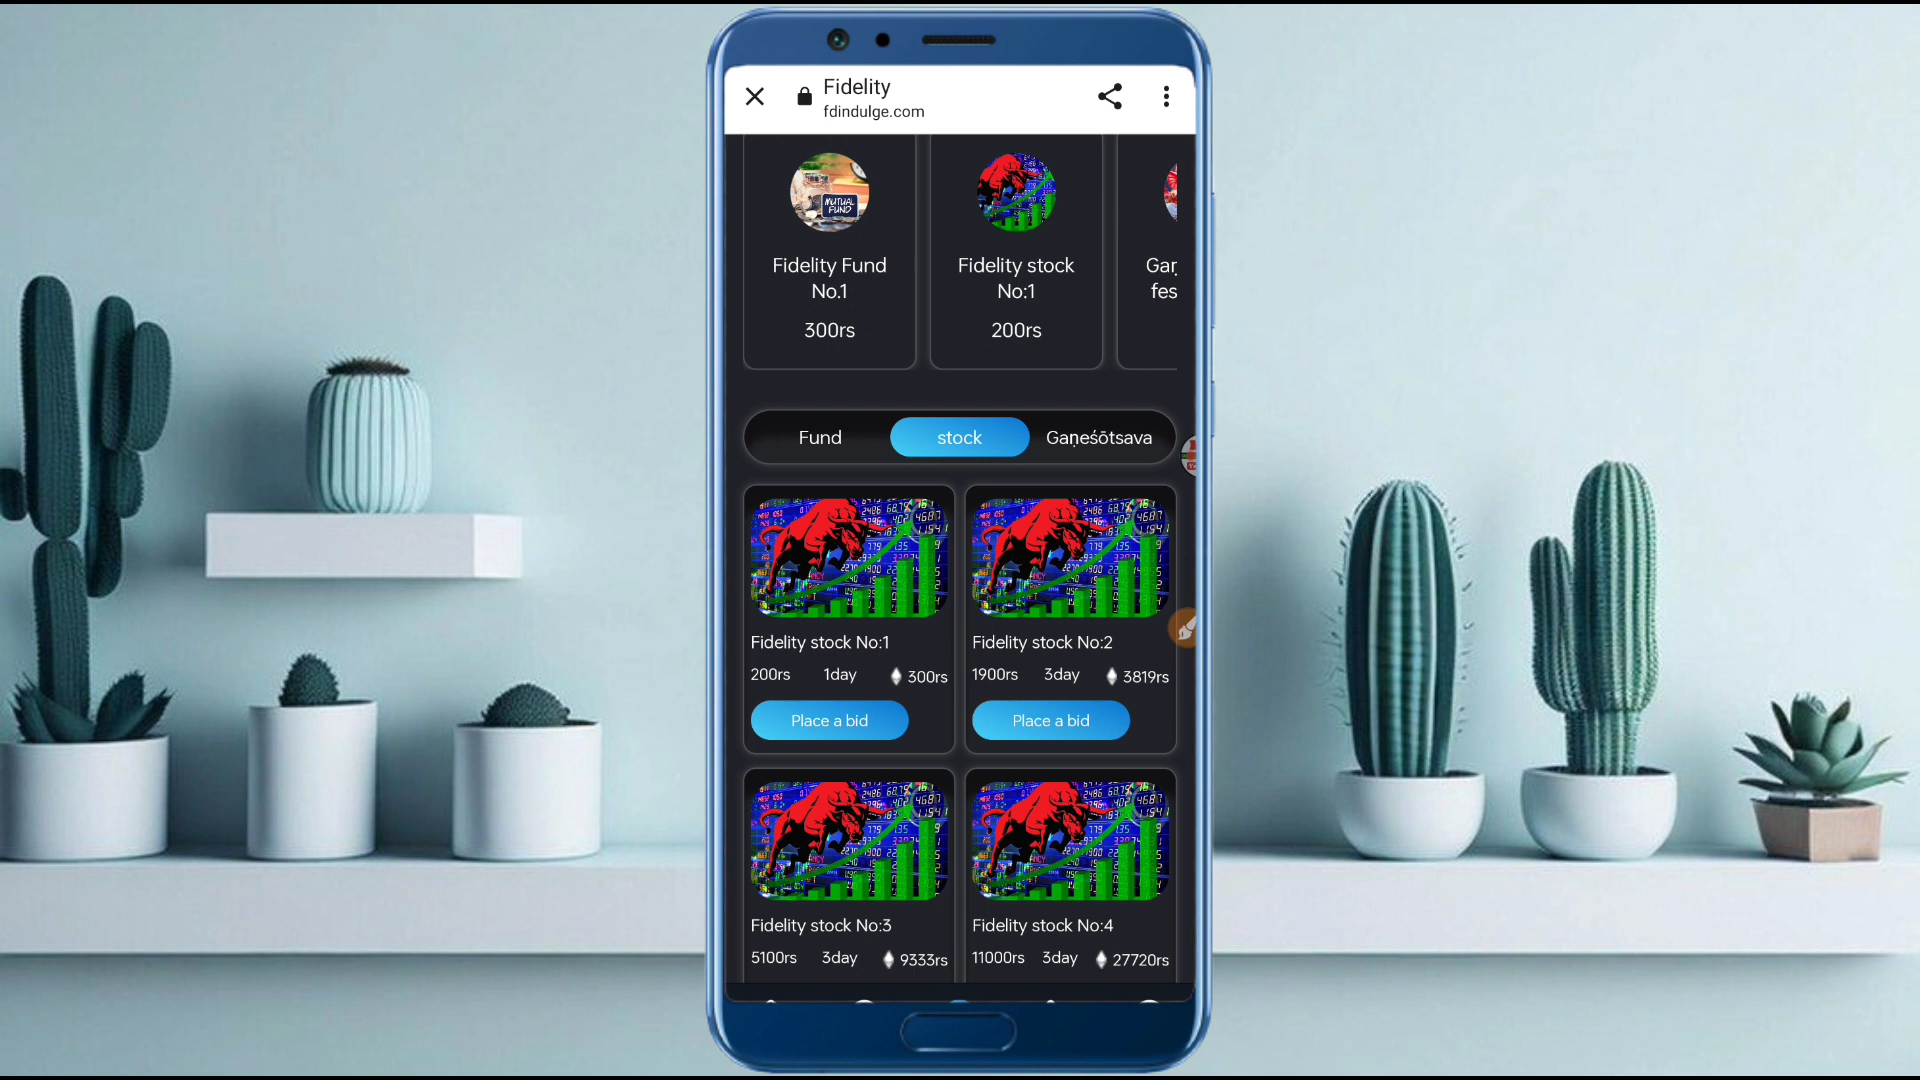 Fidelity
fdindulge.com
MUTUAL
FUND
Fidelity Fund
No.1
300rs
Fidelity stock
No:1
200rs
fes
Fund
stock
Gaṇeśōtsava
Fidelity stock No:1
200rs 1day 300rs
Place a bid
Fidelity stock No:2
1900rs 3day 3819rs
Place a bid
Fidelity stock No:3
5100rs 3day 9333rs
Fidelity stock No:4
11000rs 3day 27720rs